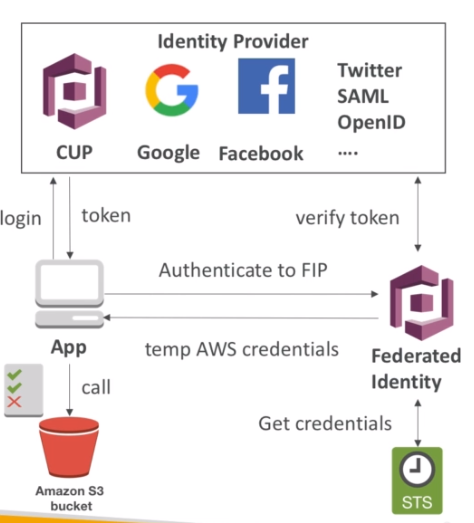 Identity Provider
Twitter
SAML
OpenID
....
CUP
Google
Facebook
login
token
verify token
Authenticate to FIP
App
temp AWS credentials
Federated
Identity
call
Get credentials
Amazon S3
bucket
STS